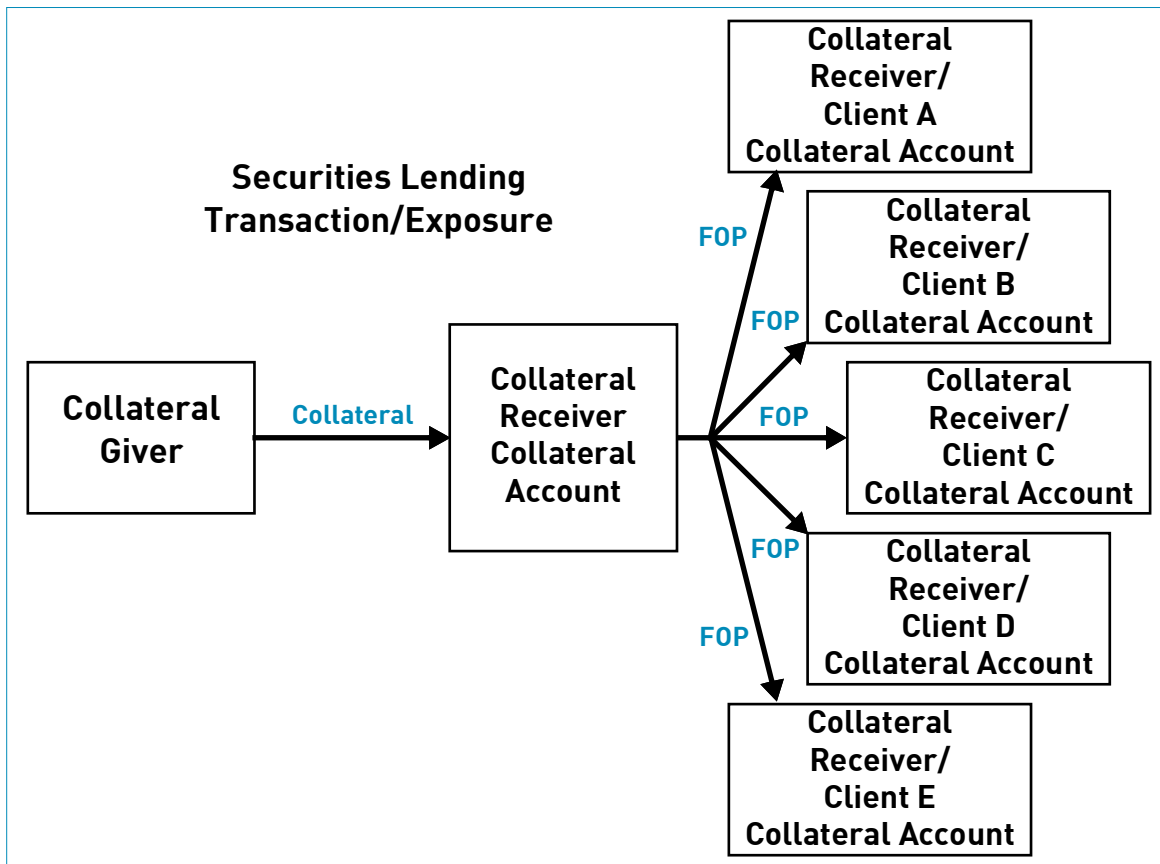 Collateral
Receiver/
Client A
Collateral Account
Securities Lending
Transaction/Exposure
FOP
Collateral
Receiver/
Client B
Collateral Account
FOP
Collateral
Giver
Collateral
Collateral
Receiver
Collateral
Account
FOP
Collateral
Receiver/
Client C
Collateral Account
FOP
Collateral
Receiver/
Client D
Collateral Account
FOP
Collateral
Receiver/
Client E
Collateral Account